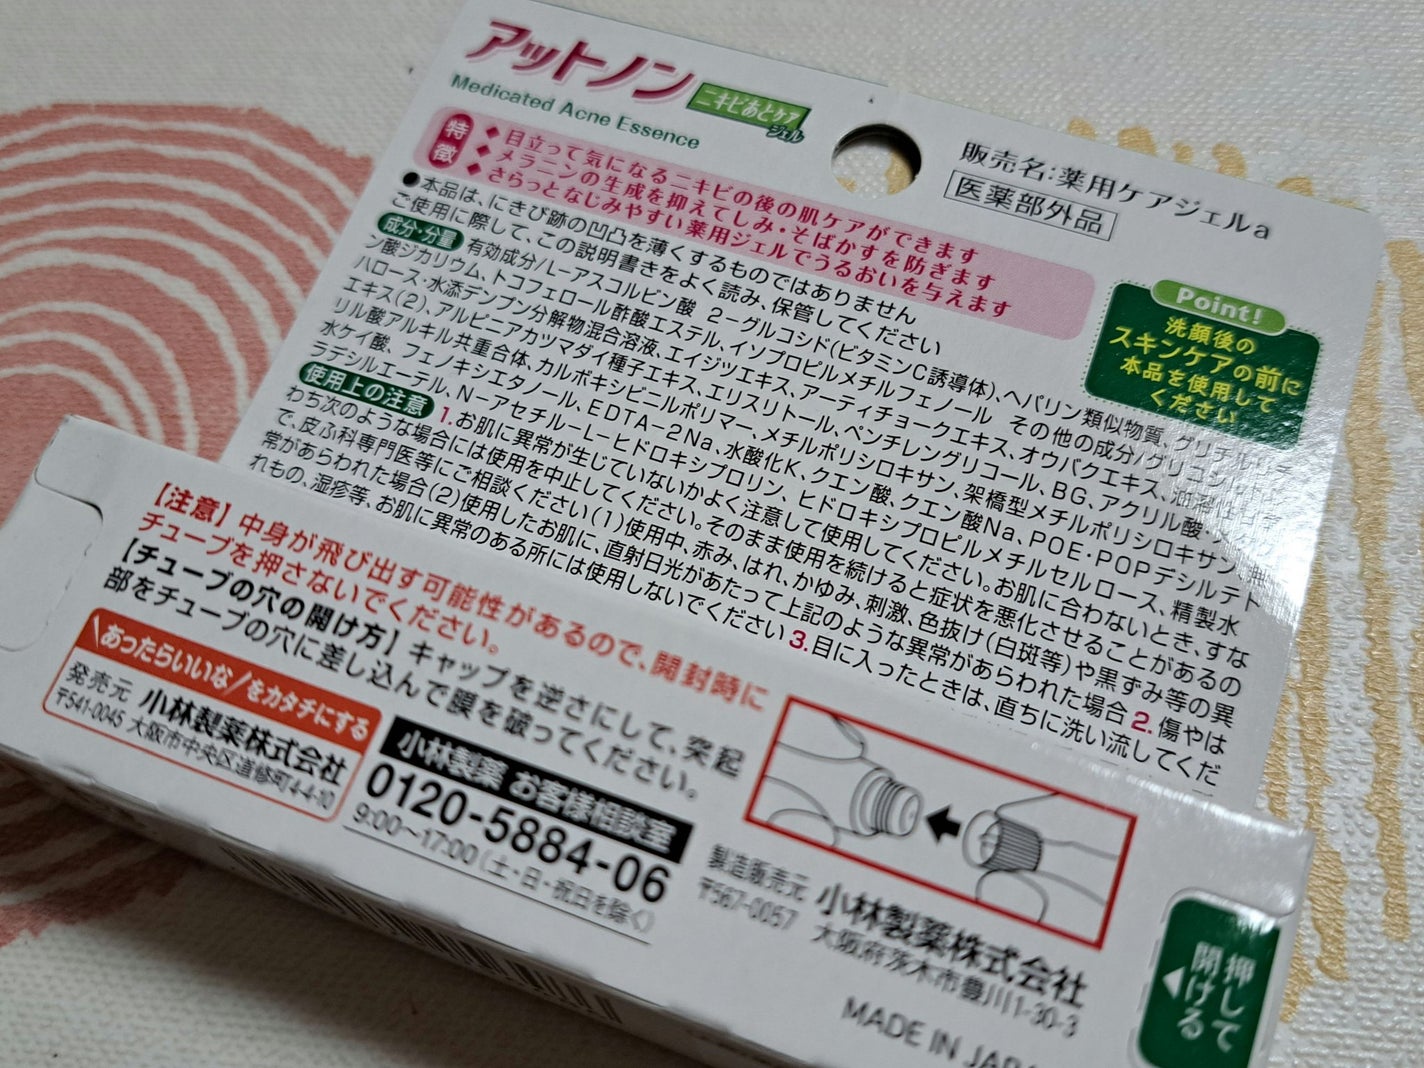 アットノン
ニキビあとケア
ジェル
Medicated Acne Essence
販売名:薬用ケアジェルa
医薬部外品
特徴
◆目立って気になるニキビの後の肌ケアができます
◆メラニンの生成を抑えてしみ・そばかすを防ぎます
◆さらっとなじみやすい薬用ジェルでうるおいを与えます
●本品は、にきび跡の凹凸を薄くするものではありません
ご使用に際して、この説明書きをよく読み、保管してください
Point!
洗顔後の
スキンケアの前に
本品を使用して
ください
成分・分量 有効成分/L-アスコルビン酸 2-グルコシド(ビタミンC誘導体)、ヘパリン類似物質、グリチルリチ
ン酸ジカリウム、トコフェロール酢酸エステル、イソプロピルメチルフェノール その他の成分/グリコシルトレ
ハロース・水添デンプン分解物混合溶液、エイジツエキス、アーティチョークエキス、オウバクエキス、油溶性
エキス(2)、アルピニアカツマダイ種子エキス、エリスリトール、ペンチレングリコール、BG、アクリル酸・
リル酸アルキル共重合体、カルボキシビニルポリマー、メチルポリシロキサン、架橋型メチルポリシロキサン、
水ケイ酸、フェノキシエタノール、EDTA-2Na、水酸化K、クエン酸、クエン酸Na、POE・POPデシルテト
ラデシルエーテル、N-アセチル-L-ヒドロキシプロリン、ヒドロキシプロピルメチルセルロース、精製水
使用上の注意 1.お肌に異常が生じていないかよく注意して使用してください。お肌に合わないとき、すな
わち次のような場合には使用を中止してください。そのまま使用を続けると症状を悪化させることがあるの
で、皮ふ科専門医等にご相談ください(1)使用中、赤み、はれ、かゆみ、刺激、色抜け(白斑等)や黒ずみ等の異
常があらわれた場合(2)使用したお肌に、直射日光があたって上記のような異常があらわれた場合 2.傷やは
れもの、湿疹等、お肌に異常のある所には使用しないでください 3.目に入ったときは、直ちに洗い流してくだ
【注意】中身が飛び出す可能性があるので、開封時に
チューブを押さないでください。
【チューブの穴の開け方】キャップを逆さにして、突起
部をチューブの穴に差し込んで膜を破ってください。
\あったらいいな/をカタチにする
発売元 小林製薬株式会社
〒541-0045 大阪市中央区道修町4-4-10
小林製薬 お客様相談室
0120-5884-06
9:00~17:00(土・日・祝日を除く)
製造販売元 小林製薬株式会社
〒567-0057 大阪府茨木市豊川1-30-3
MADE IN
押して
開ける